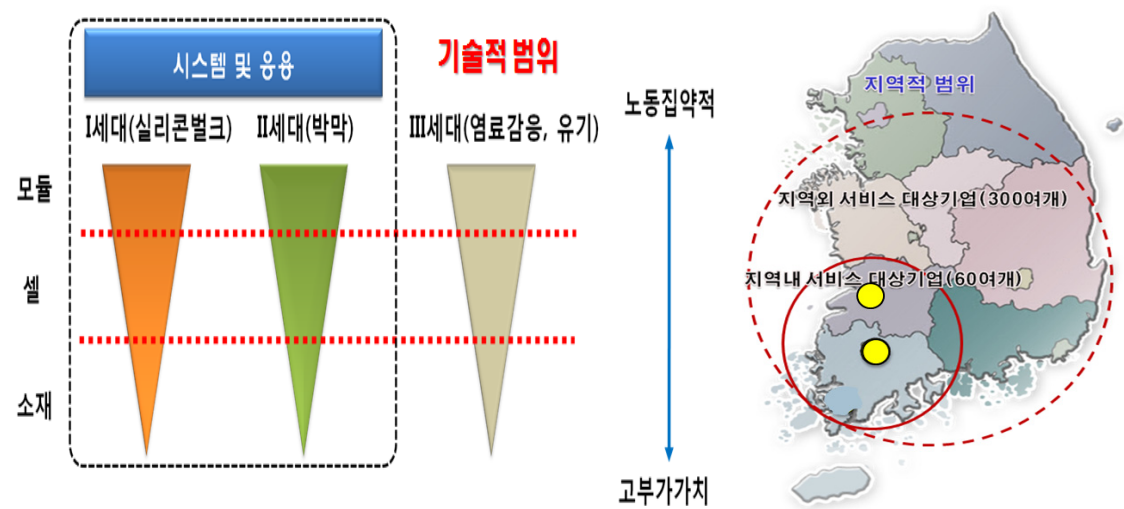 시스템 및 응용
기술적 범위
I세대(실리콘벌크)
II세대(박막)
III세대(염료감응, 유기)
모듈
셀
소재
노동집약적
고부가가치
지역적 범위
지역외 서비스 대상기업(300여개)
지역내 서비스 대상기업(60여개)